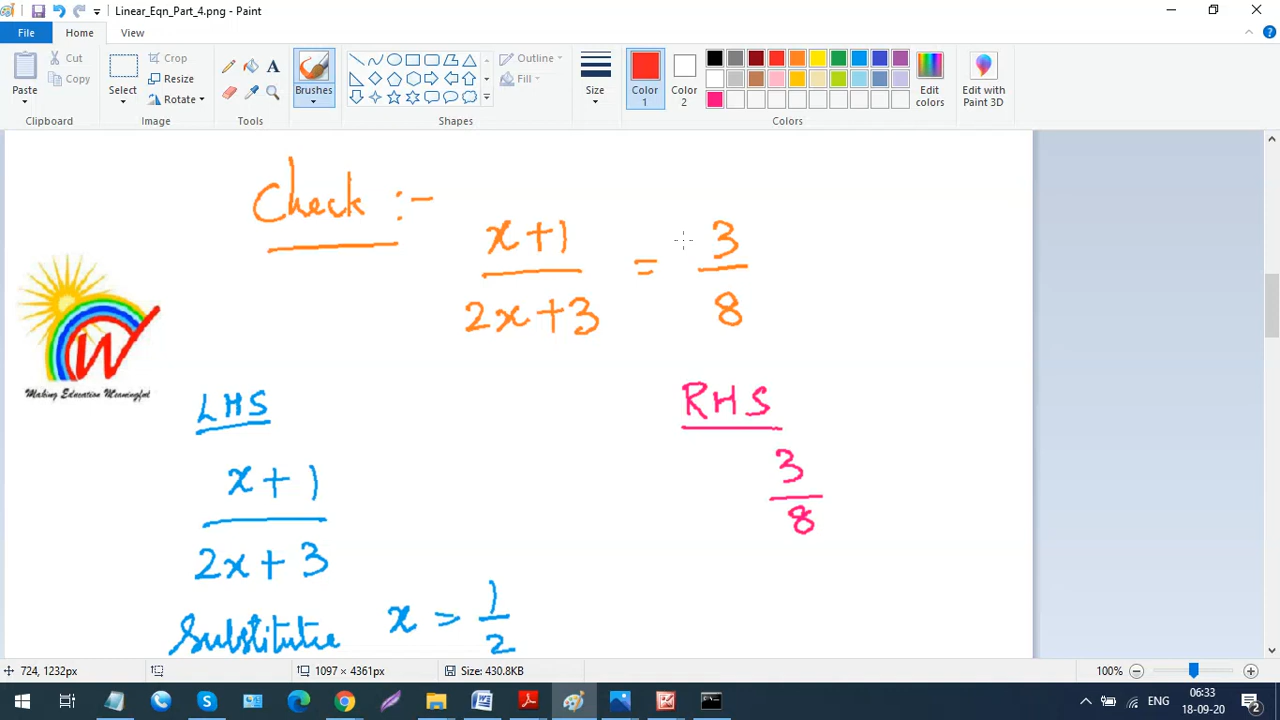 Linear_Eqn_Part_4.png - Paint
File Home View
Paste
Cut
Copy
Clipboard
Select
Crop
Resize
Rotate
Image
A
Tools
Brushes
Shapes
Outline
Fill
Size
Color 1
Color 2
Edit colors
Colors
Edit with Paint 3D
Check :-
x+1 / 2x+3 = 3/8
W
Making Education Meaningful
LHS
x+1 / 2x+3
Substitutie x = 1/2
RHS
3/8
724, 1232px
1097 × 4361px
Size: 430.8KB
100%
ENG
06:33
18-09-20
2